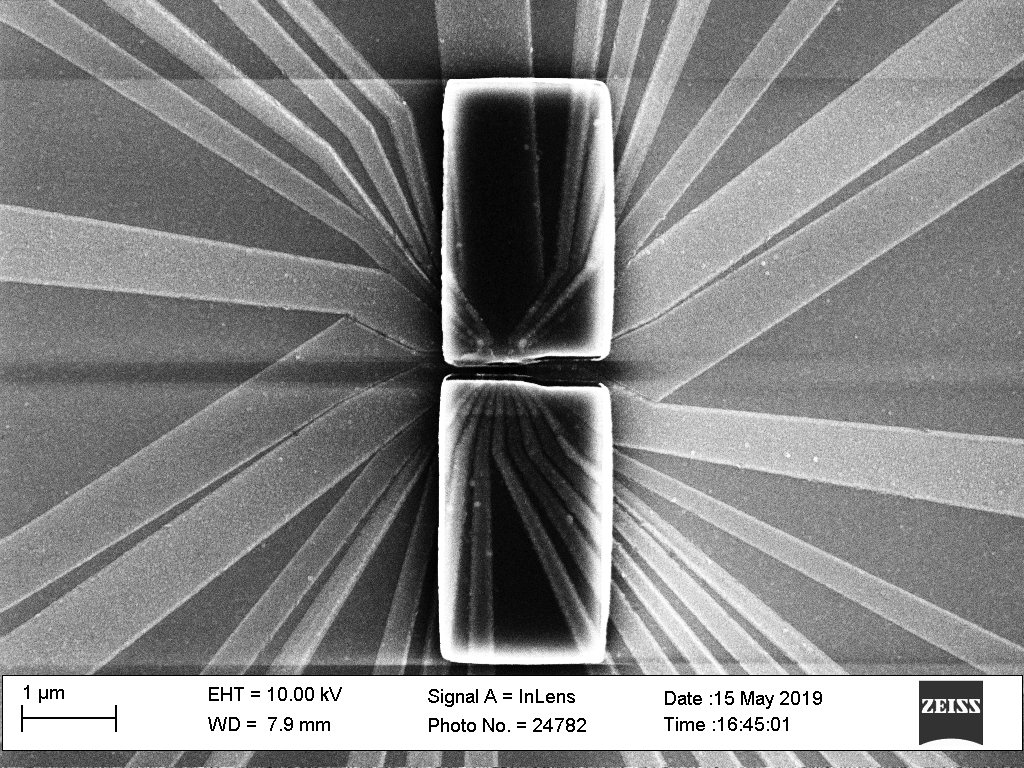 1 µm
EHT = 10.00 kV
WD = 7.9 mm
Signal A = InLens
Photo No. = 24782
Date :15 May 2019
Time :16:45:01
ZEISS